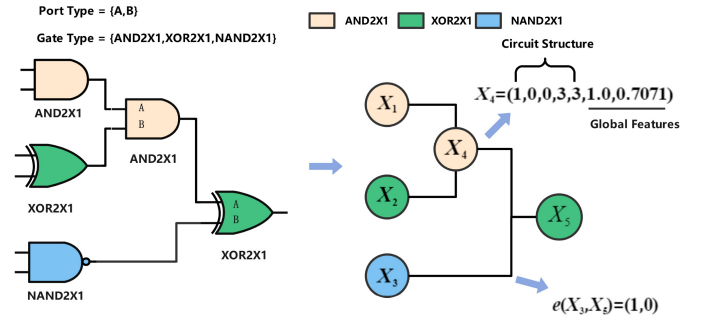 Port Type = {A,B}
Gate Type = {AND2X1,XOR2X1,NAND2X1}
AND2X1
XOR2X1
NAND2X1
Circuit Structure
X4=(1,0,0,3,3,1.0,0.7071)
Global Features
AND2X1
A
B
AND2X1
XOR2X1
A
B
XOR2X1
NAND2X1
X1
X4
X2
X5
X3
e(X3,X5)=(1,0)